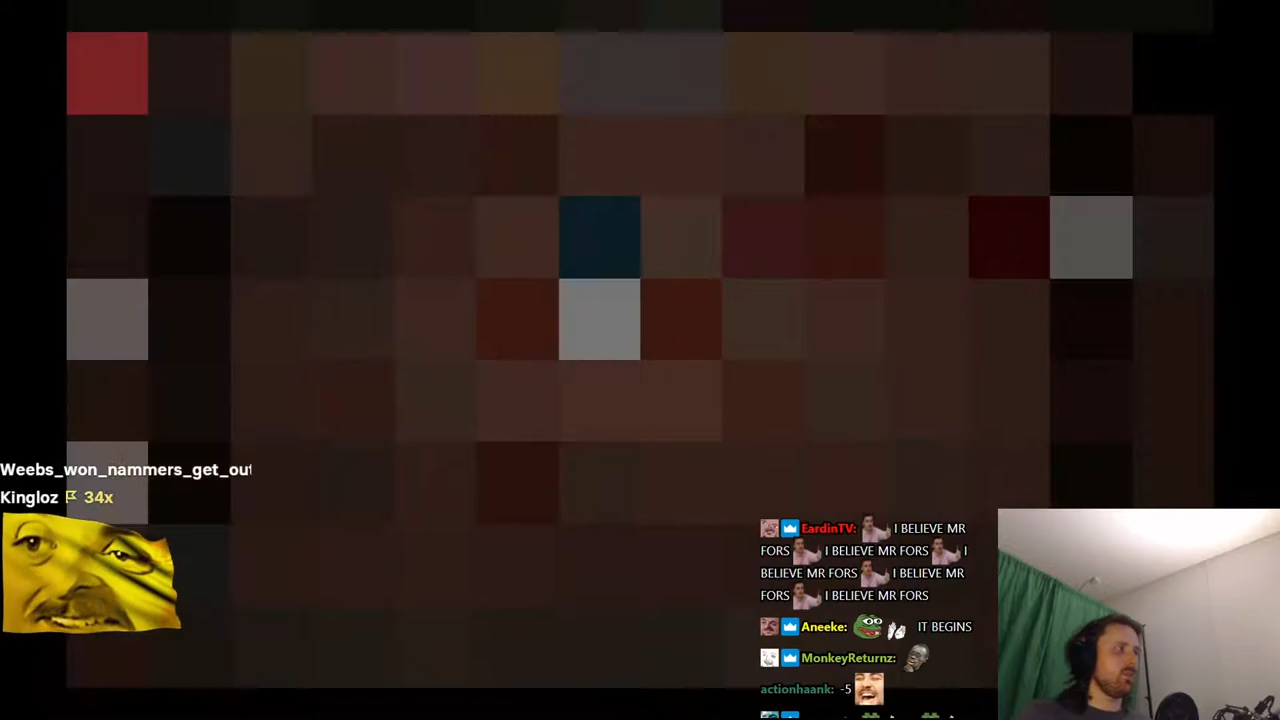 Weebs_won_nammers_get_out
Kingloz 34x
EardinTV: I BELIEVE MR
FORS I BELIEVE MR FORS I
BELIEVE MR FORS I BELIEVE MR
FORS I BELIEVE MR FORS
Aneeke: IT BEGINS
MonkeyReturnz:
actionhaank: -5